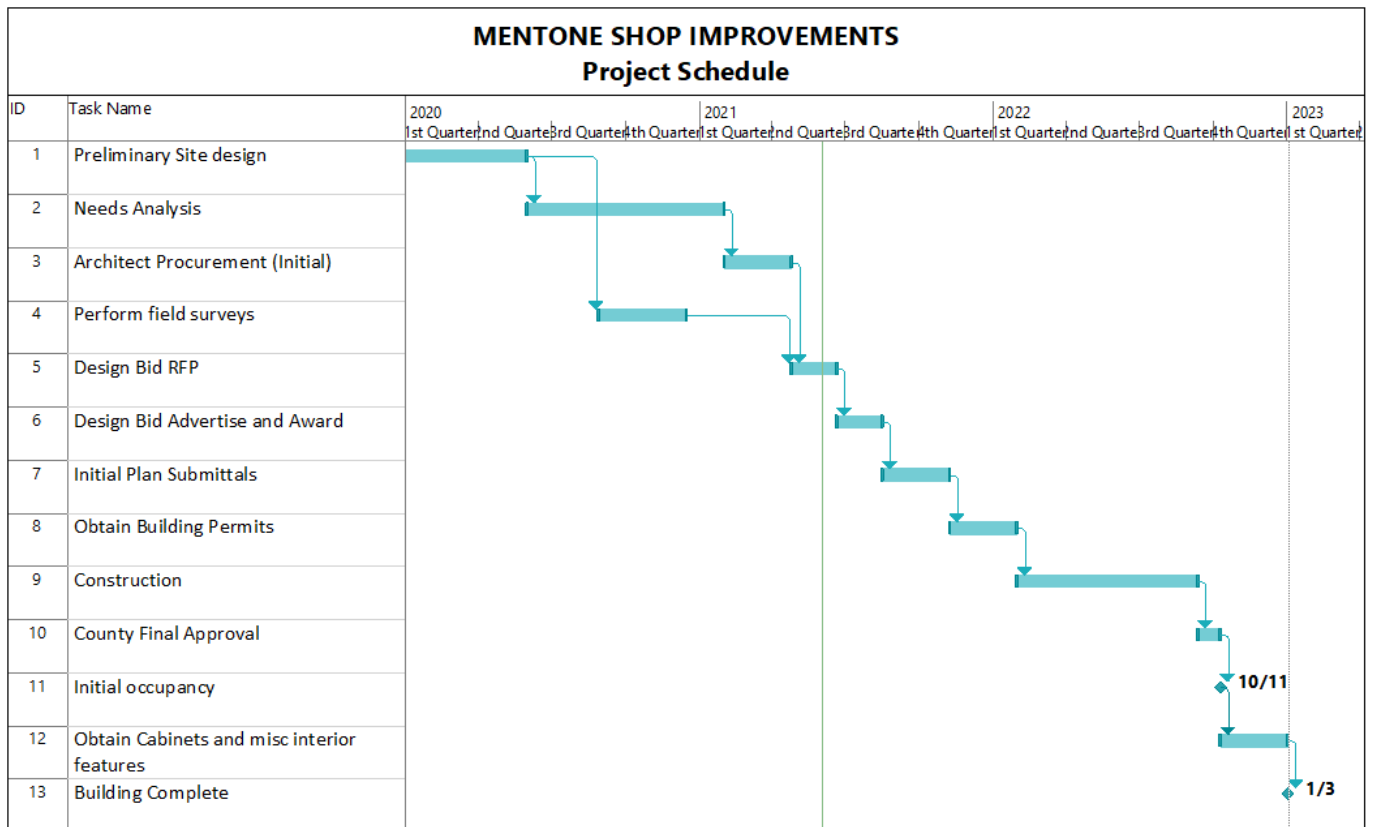 MENTONE SHOP IMPROVEMENTS
Project Schedule
ID Task Name 2020 2021 2022 2023
1st Quarter 2nd Quarter 3rd Quarter 4th Quarter 1st Quarter 2nd Quarter 3rd Quarter 4th Quarter 1st Quarter 2nd Quarter 3rd Quarter 4th Quarter 1st Quarter
1 Preliminary Site design
2 Needs Analysis
3 Architect Procurement (Initial)
4 Perform field surveys
5 Design Bid RFP
6 Design Bid Advertise and Award
7 Initial Plan Submittals
8 Obtain Building Permits
9 Construction
10 County Final Approval
11 Initial occupancy 10/11
12 Obtain Cabinets and misc interior
features
13 Building Complete 1/3